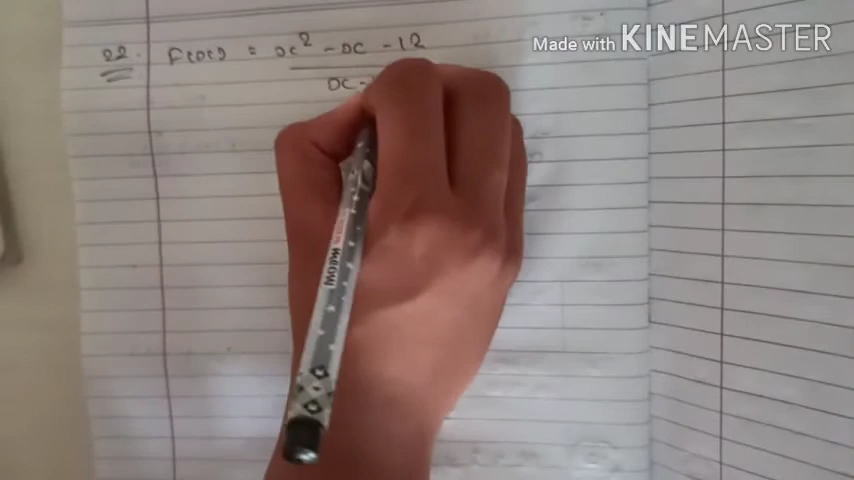 Made with KINEMASTER
22. F(x) = x² - x - 12
x -